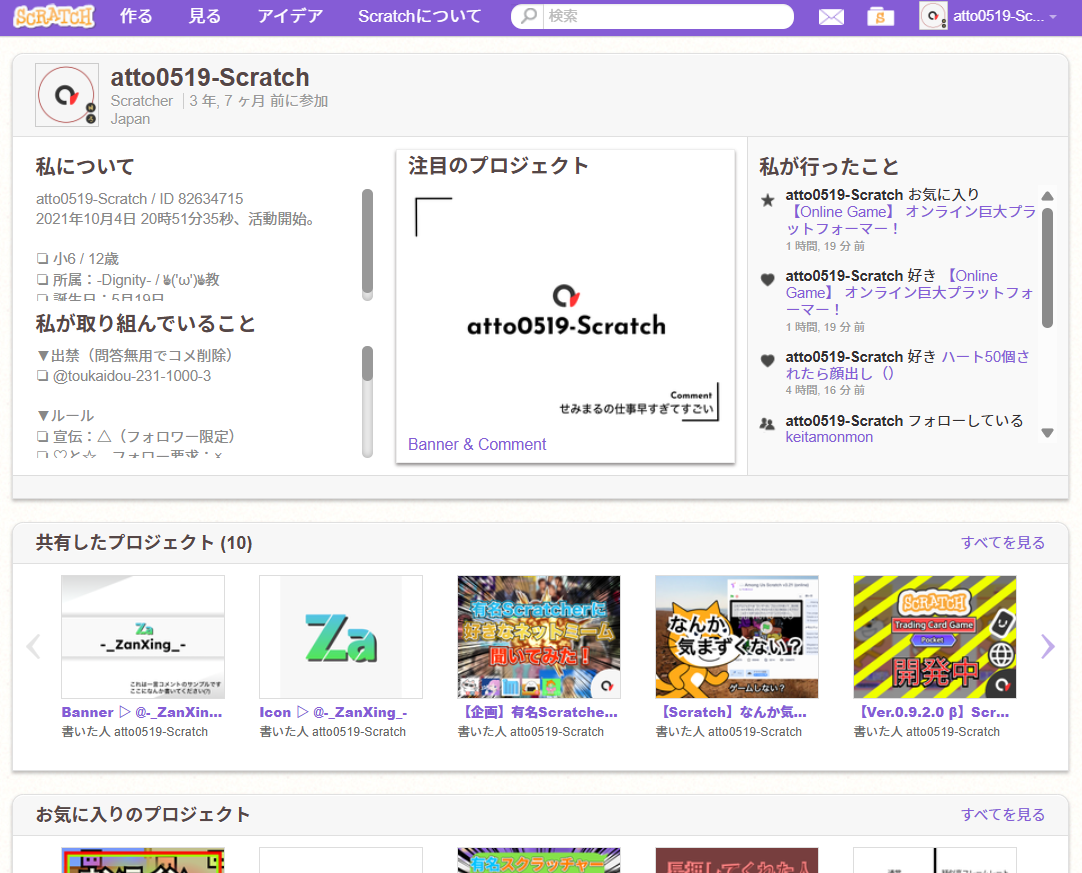 SCRATCH 作る 見る アイデア Scratchについて 検索 S atto0519-Sc...
atto0519-Scratch
Scratcher 3 年, 7 ヶ月 前に参加
Japan
私について
atto0519-Scratch / ID 82634715
2021年10月4日 20時51分35秒、活動開始。
❏ 小6 / 12歳
❏ 所属：-Dignity- / ៛('ω')៛教
❏ 誕生日：5月19日
私が取り組んでいること
▼出禁（問答無用でコメ削除）
❏ @toukaidou-231-1000-3
▼ルール
❏ 宣伝：△（フォロワー限定）
❏ ♡と☆、フォロー要求：×
注目のプロジェクト
atto0519-Scratch
Comment
せみまるの仕事早すぎてすごい
Banner & Comment
私が行ったこと
atto0519-Scratch お気に入り
【Online Game】 オンライン巨大プラ
ットフォーマー！
1 時間, 19 分 前
atto0519-Scratch 好き 【Online
Game】 オンライン巨大プラットフォ
ーマー！
1 時間, 19 分 前
atto0519-Scratch 好き ハート50個さ
れたら顔出し（）
4 時間, 16 分 前
atto0519-Scratch フォローしている
keitamonmon
共有したプロジェクト (10)
すべてを見る
Za
-_ZanXing_-
これは一言コメントのサンプルです
ここになんか書いてください(?)
Banner ▷ @-_ZanXin...
書いた人 atto0519-Scratch
Za
Icon ▷ @-_ZanXing_-
書いた人 atto0519-Scratch
有名Scratcherに
好きなネットミーム
聞いてみた！
【企画】有名Scratche...
書いた人 atto0519-Scratch
なんか
気まずくない?
ゲームしない？
【Scratch】なんか気...
書いた人 atto0519-Scratch
SCRATCH
Trading Card Game
Pocket
開発中
【Ver.0.9.2.0 β】Scr...
書いた人 atto0519-Scratch
お気に入りのプロジェクト
すべてを見る
有名スクラッチャー
長押ししてくれた人